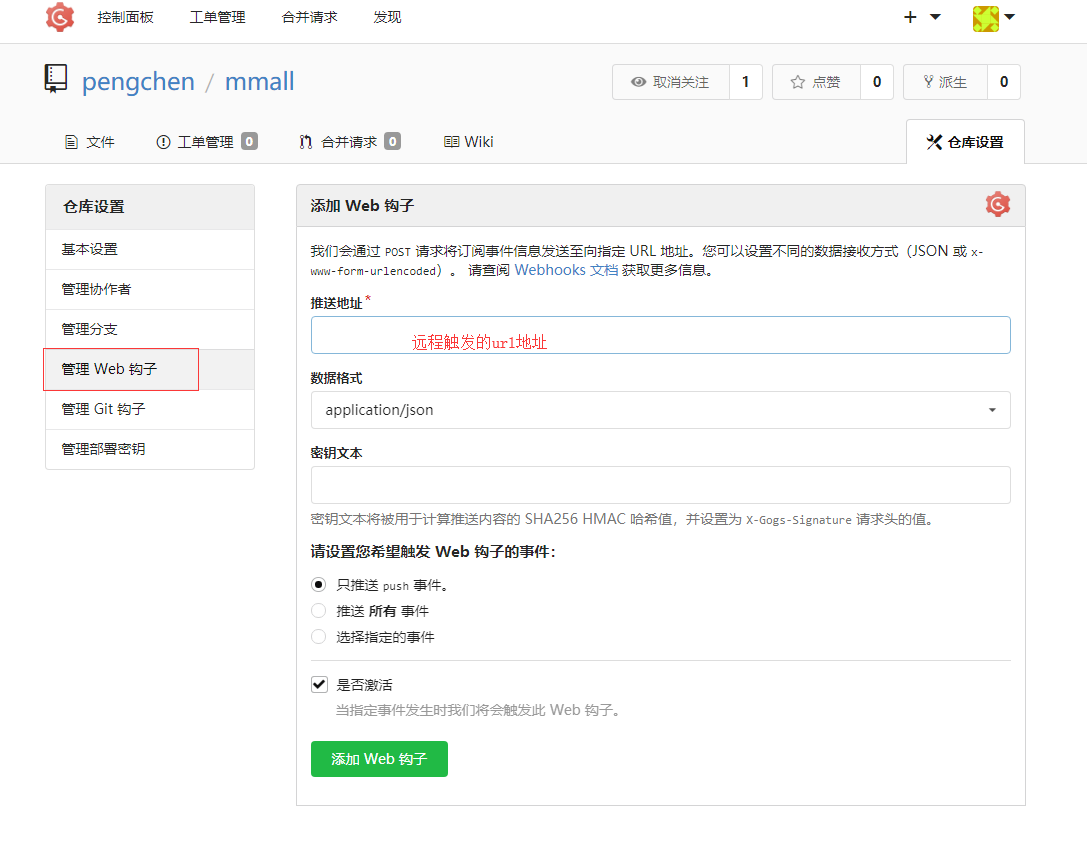 控制面板 工单管理 合并请求 发现
pengchen / mmall
取消关注 1 点赞 0 派生 0
文件 工单管理 0 合并请求 0 Wiki 仓库设置
仓库设置
基本设置
管理协作者
管理分支
管理 Web 钩子
管理 Git 钩子
管理部署密钥
添加 Web 钩子
我们会通过 POST 请求将订阅事件信息发送至向指定 URL 地址。您可以设置不同的数据接收方式（JSON 或 x-
www-form-urlencoded）。 请查阅 Webhooks 文档 获取更多信息。
推送地址*
远程触发的url地址
数据格式
application/json
密钥文本
密钥文本将被用于计算推送内容的 SHA256 HMAC 哈希值，并设置为 X-Gogs-Signature 请求头的值。
请设置您希望触发 Web 钩子的事件：
只推送 push 事件。
推送 所有 事件
选择指定的事件
是否激活
当指定事件发生时我们将会触发此 Web 钩子。
添加 Web 钩子